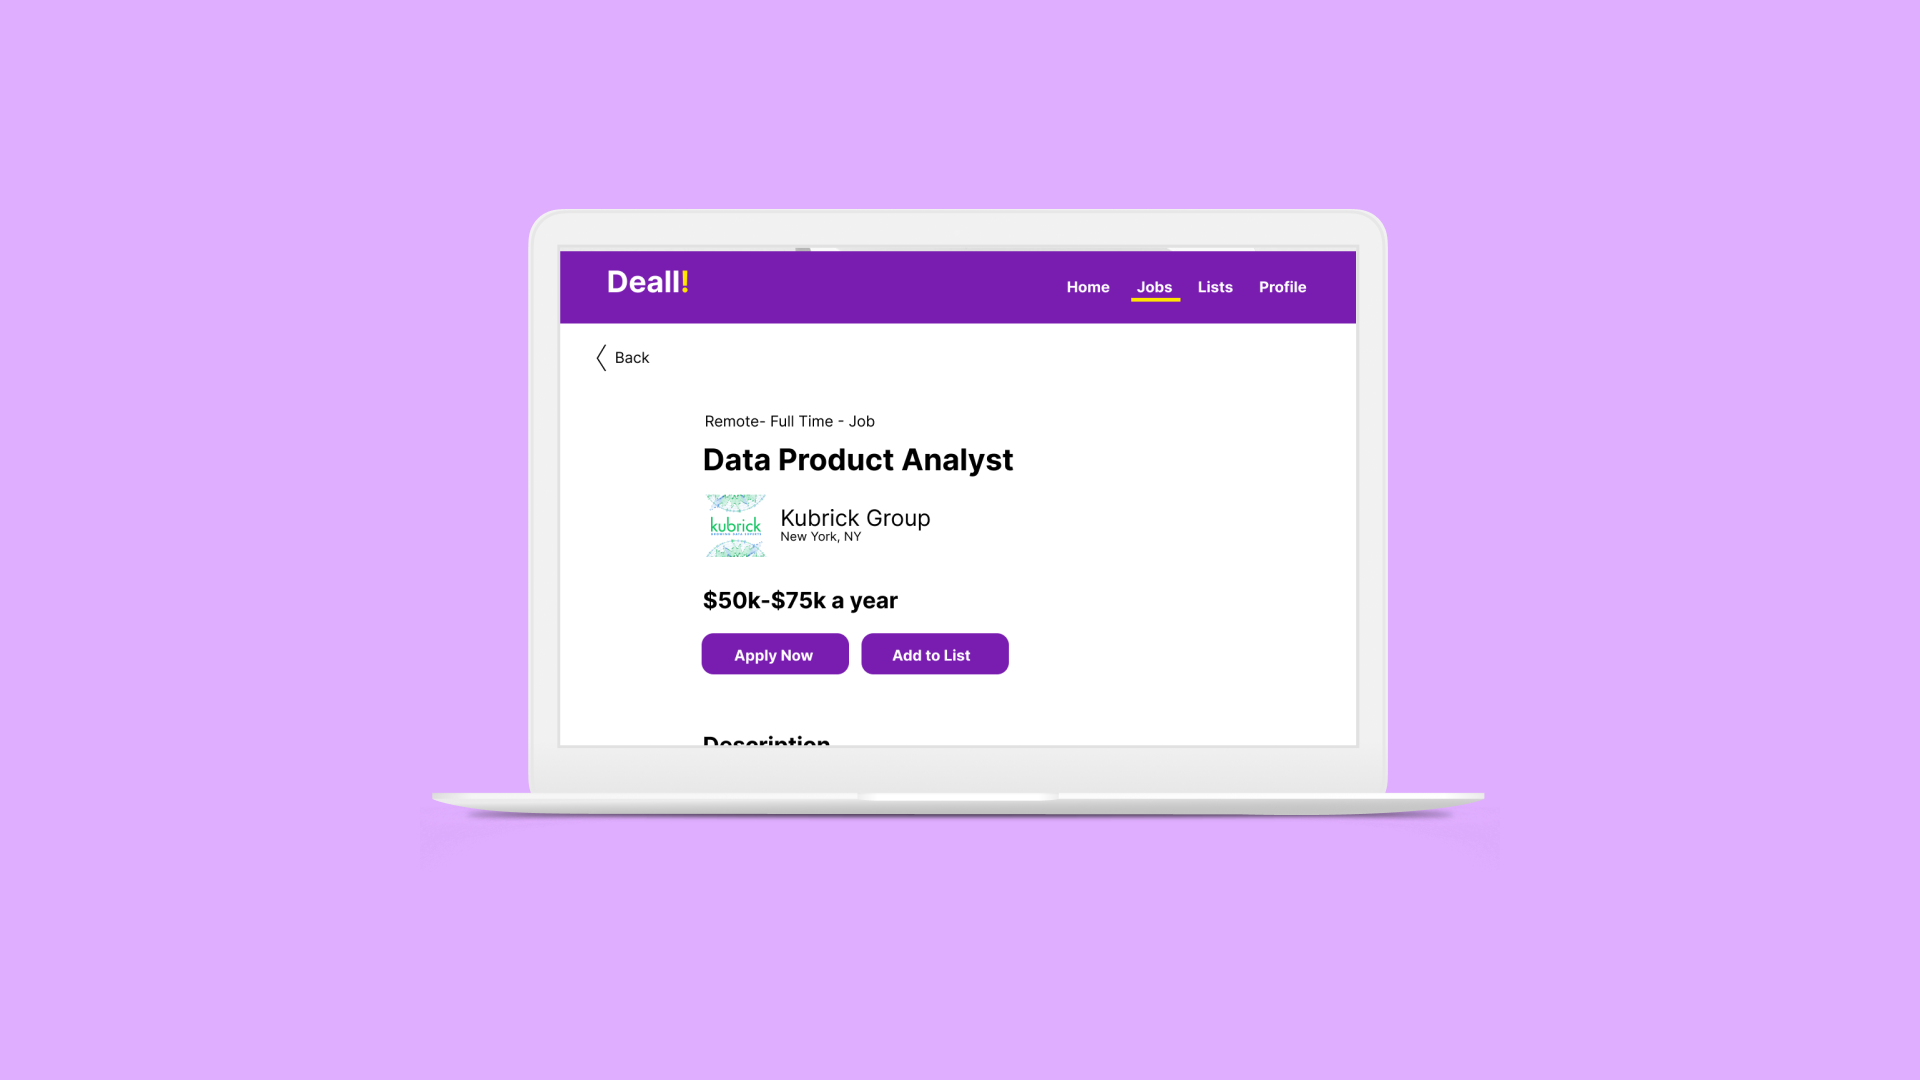 Deall!
Home Jobs Lists Profile
Back
Remote- Full Time - Job
Data Product Analyst
kubrick
Kubrick Group
New York, NY
$50k-$75k a year
Apply Now Add to List
Description